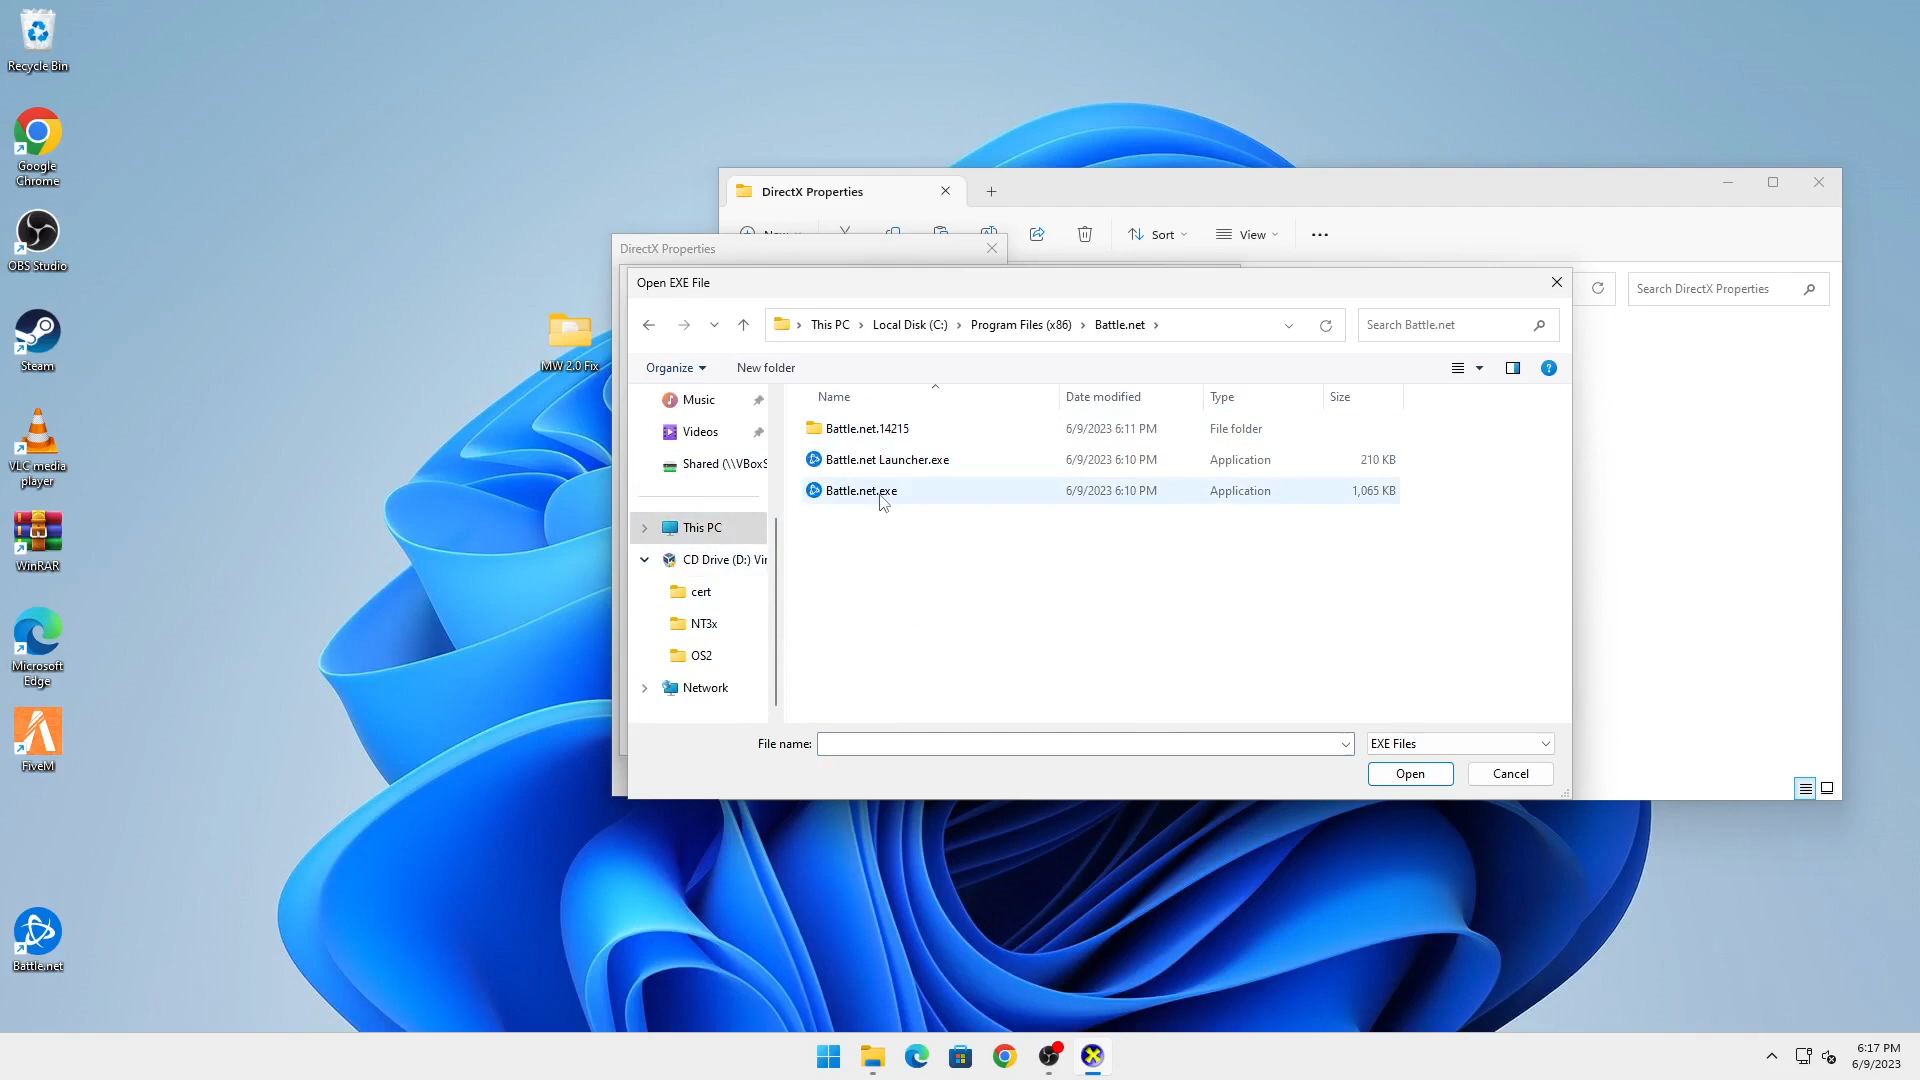 Recycle Bin
Google
Chrome
OBS Studio
Steam
VLC media
player
WinRAR
Microsoft
Edge
FiveM
Battle.net
MW 2.0 Fix
DirectX Properties
New
Sort
View
Search DirectX Properties
DirectX Properties
Open EXE File
This PC
Local Disk (C:)
Program Files (x86)
Battle.net
Search Battle.net
Organize
New folder
Music
Videos
Shared (\\VBoxS
This PC
CD Drive (D:) Vir
cert
NT3x
OS2
Network
Name Date modified Type Size
Battle.net.14215 6/9/2023 6:11 PM File folder
Battle.net Launcher.exe 6/9/2023 6:10 PM Application 210 KB
Battle.net.exe 6/9/2023 6:10 PM Application 1,065 KB
File name:
EXE Files
Open
Cancel
6:17 PM
6/9/2023